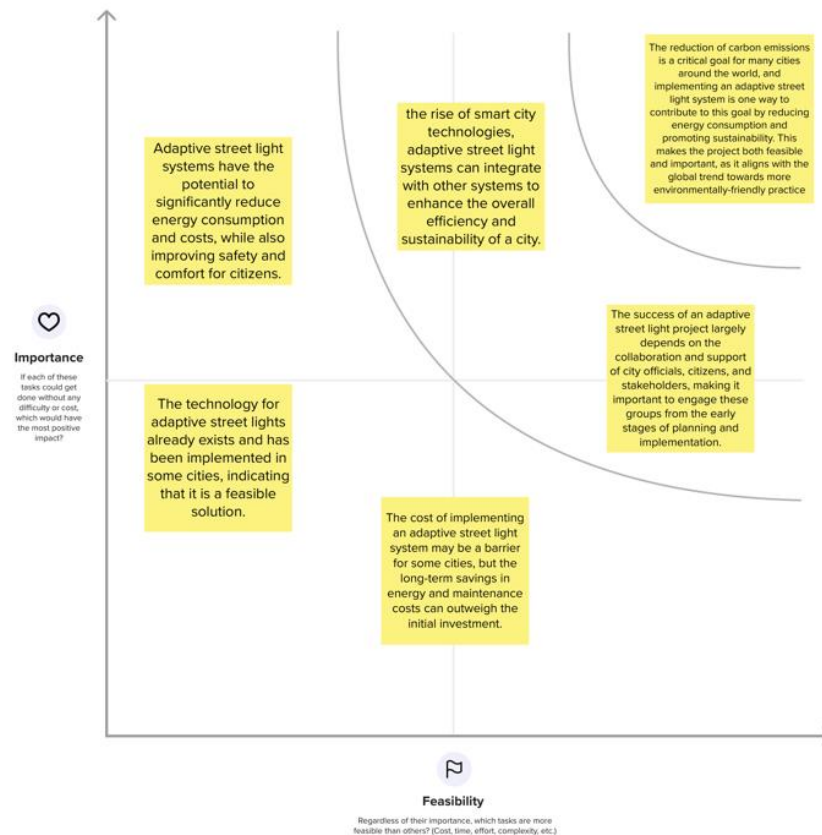 The reduction of carbon emissions
is a critical goal for many cities
around the world, and
implementing an adaptive street
light system is one way to
contribute to this goal by reducing
energy consumption and
promoting sustainability. This
makes the project both feasible
and important, as it aligns with the
global trend towards more
environmentally-friendly practice
the rise of smart city
technologies,
adaptive street light
systems can integrate
with other systems to
enhance the overall
efficiency and
sustainability of a city.
Adaptive street light
systems have the
potential to
significantly reduce
energy consumption
and costs, while also
improving safety and
comfort for citizens.
The success of an adaptive
street light project largely
depends on the
collaboration and support
of city officials, citizens, and
stakeholders, making it
important to engage these
groups from the early
stages of planning and
implementation.
Importance
If each of these
tasks could get
done without any
difficulty or cost,
which would have
the most positive
impact?
The technology for
adaptive street lights
already exists and has
been implemented in
some cities, indicating
that it is a feasible
solution.
The cost of implementing
an adaptive street light
system may be a barrier
for some cities, but the
long-term savings in
energy and maintenance
costs can outweigh the
initial investment.
Feasibility
Regardless of their importance, which tasks are more
feasible than others? (Cost, time, effort, complexity, etc.)